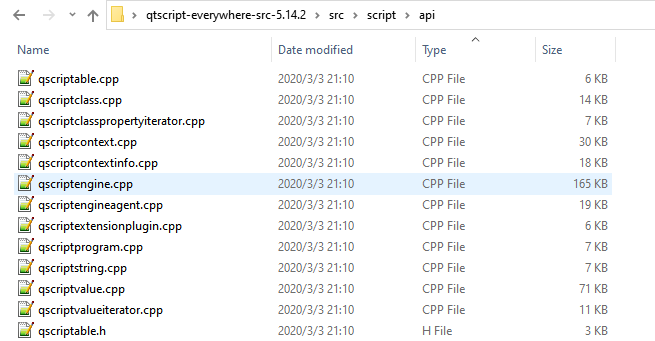 qtscript-everywhere-src-5.14.2 > src > script > api
Name Date modified Type Size
qscriptable.cpp 2020/3/3 21:10 CPP File 6 KB
qscriptclass.cpp 2020/3/3 21:10 CPP File 14 KB
qscriptclasspropertyiterator.cpp 2020/3/3 21:10 CPP File 7 KB
qscriptcontext.cpp 2020/3/3 21:10 CPP File 30 KB
qscriptcontextinfo.cpp 2020/3/3 21:10 CPP File 18 KB
qscriptengine.cpp 2020/3/3 21:10 CPP File 165 KB
qscriptengineagent.cpp 2020/3/3 21:10 CPP File 19 KB
qscriptextensionplugin.cpp 2020/3/3 21:10 CPP File 6 KB
qscriptprogram.cpp 2020/3/3 21:10 CPP File 7 KB
qscriptstring.cpp 2020/3/3 21:10 CPP File 7 KB
qscriptvalue.cpp 2020/3/3 21:10 CPP File 71 KB
qscriptvalueiterator.cpp 2020/3/3 21:10 CPP File 11 KB
qscriptable.h 2020/3/3 21:10 H File 3 KB